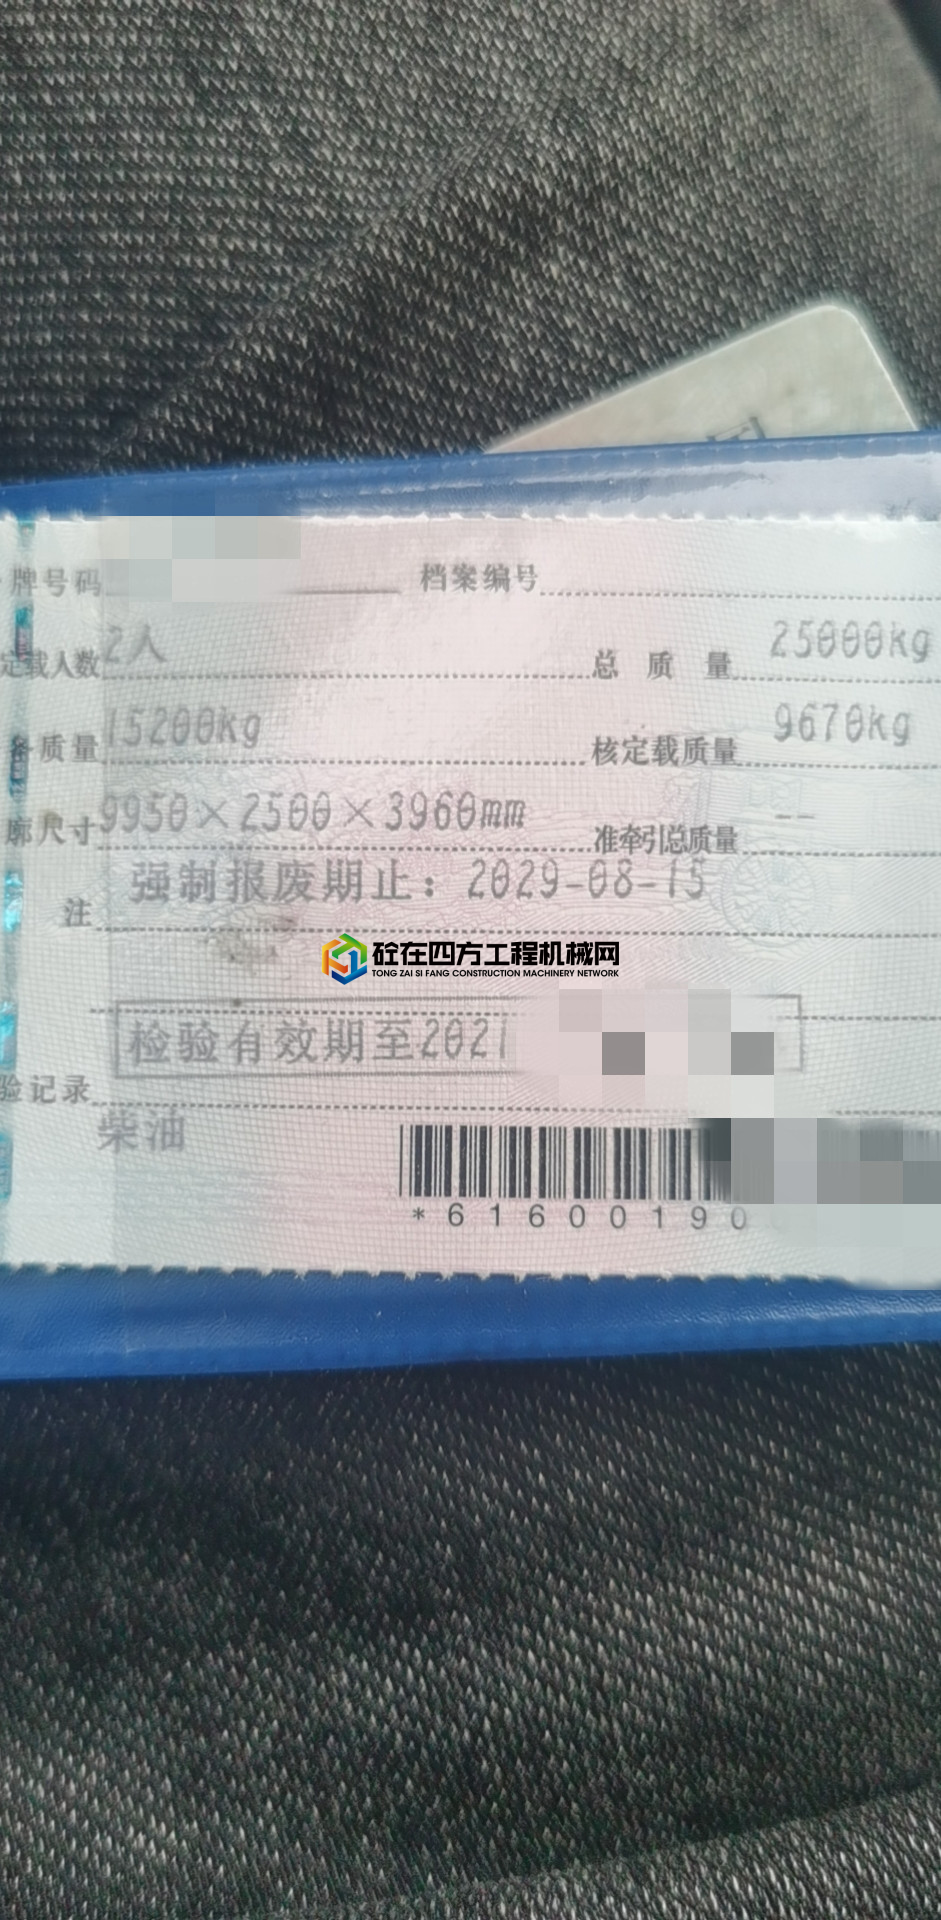 牌号码 档案编号
定载人数 2人 总质量 25000kg
备质量 15200kg 核定载质量 9670kg
廓尺寸 9950×2500×3960mm 准牵引总质量 --
注 强制报废期止：2029-08-15
砼在四方工程机械网
TONG ZAI SI FANG CONSTRUCTION MACHINERY NETWORK
检验有效期至2021
验记录
柴油
*61600190